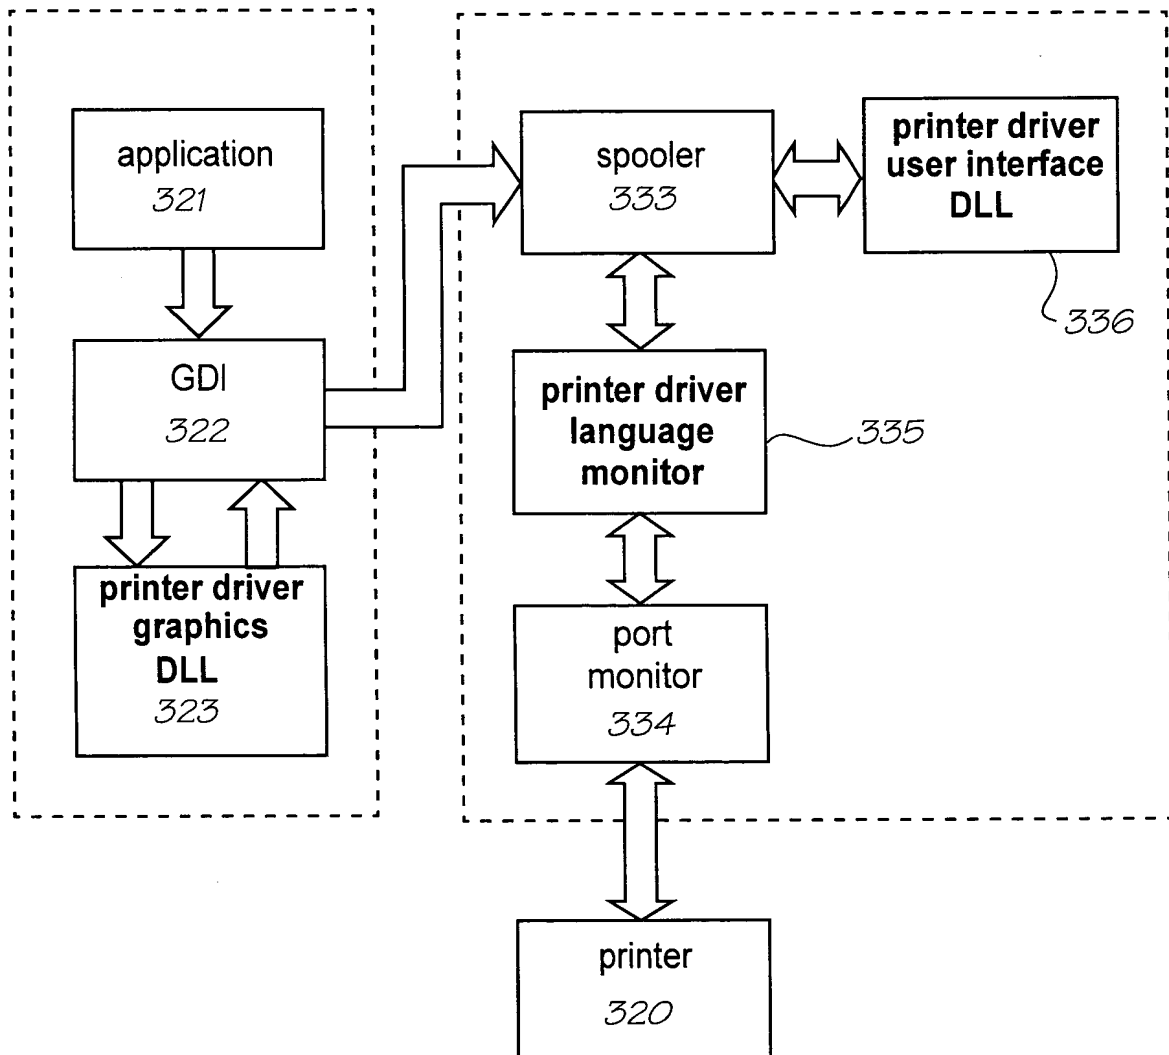 application
321
GDI
322
printer driver
graphics
DLL
323
spooler
333
printer driver
user interface
DLL
336
printer driver
language
monitor
335
port
monitor
334
printer
320